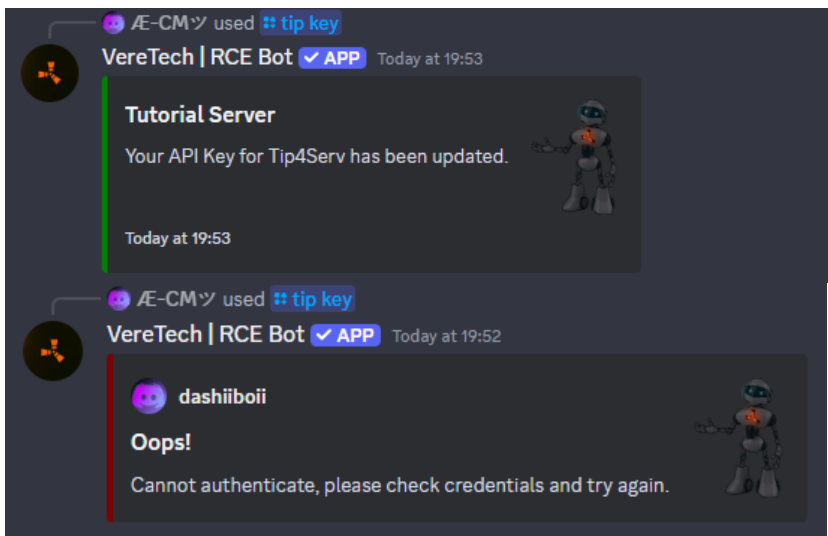 Æ-CMツ used tip key
VereTech | RCE Bot ✓ APP Today at 19:53
Tutorial Server
Your API Key for Tip4Serv has been updated.
Today at 19:53
Æ-CMツ used tip key
VereTech | RCE Bot ✓ APP Today at 19:52
dashiiboii
Oops!
Cannot authenticate, please check credentials and try again.